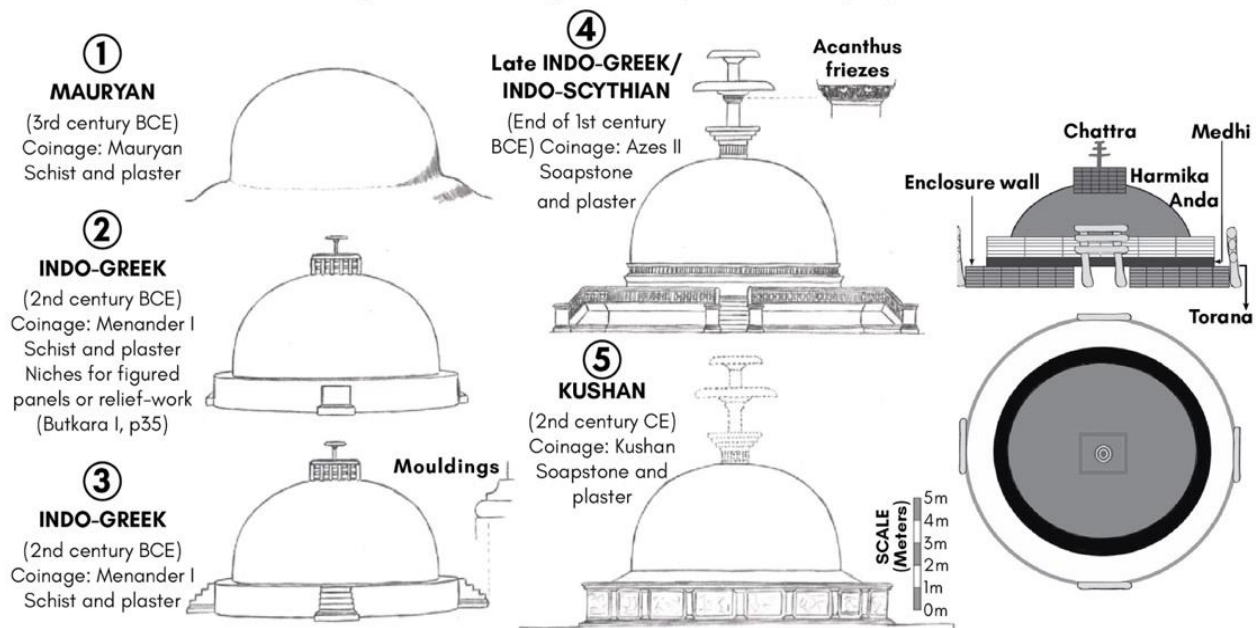 ①
MAURYAN
(3rd century BCE)
Coinage: Mauryan
Schist and plaster
②
INDO-GREEK
(2nd century BCE)
Coinage: Menander I
Schist and plaster
Niches for figured
panels or relief-work
(Butkara I, p35)
③
INDO-GREEK
(2nd century BCE)
Coinage: Menander I
Schist and plaster
Mouldings
④
Late INDO-GREEK/
INDO-SCYTHIAN
(End of 1st century
BCE) Coinage: Azes II
Soapstone
and plaster
Acanthus
friezes
⑤
KUSHAN
(2nd century CE)
Coinage: Kushan
Soapstone and
plaster
SCALE
(Meters)
5m
4m
3m
2m
1m
0m
Chattra
Medhi
Enclosure wall
Harmika
Anda
Torana